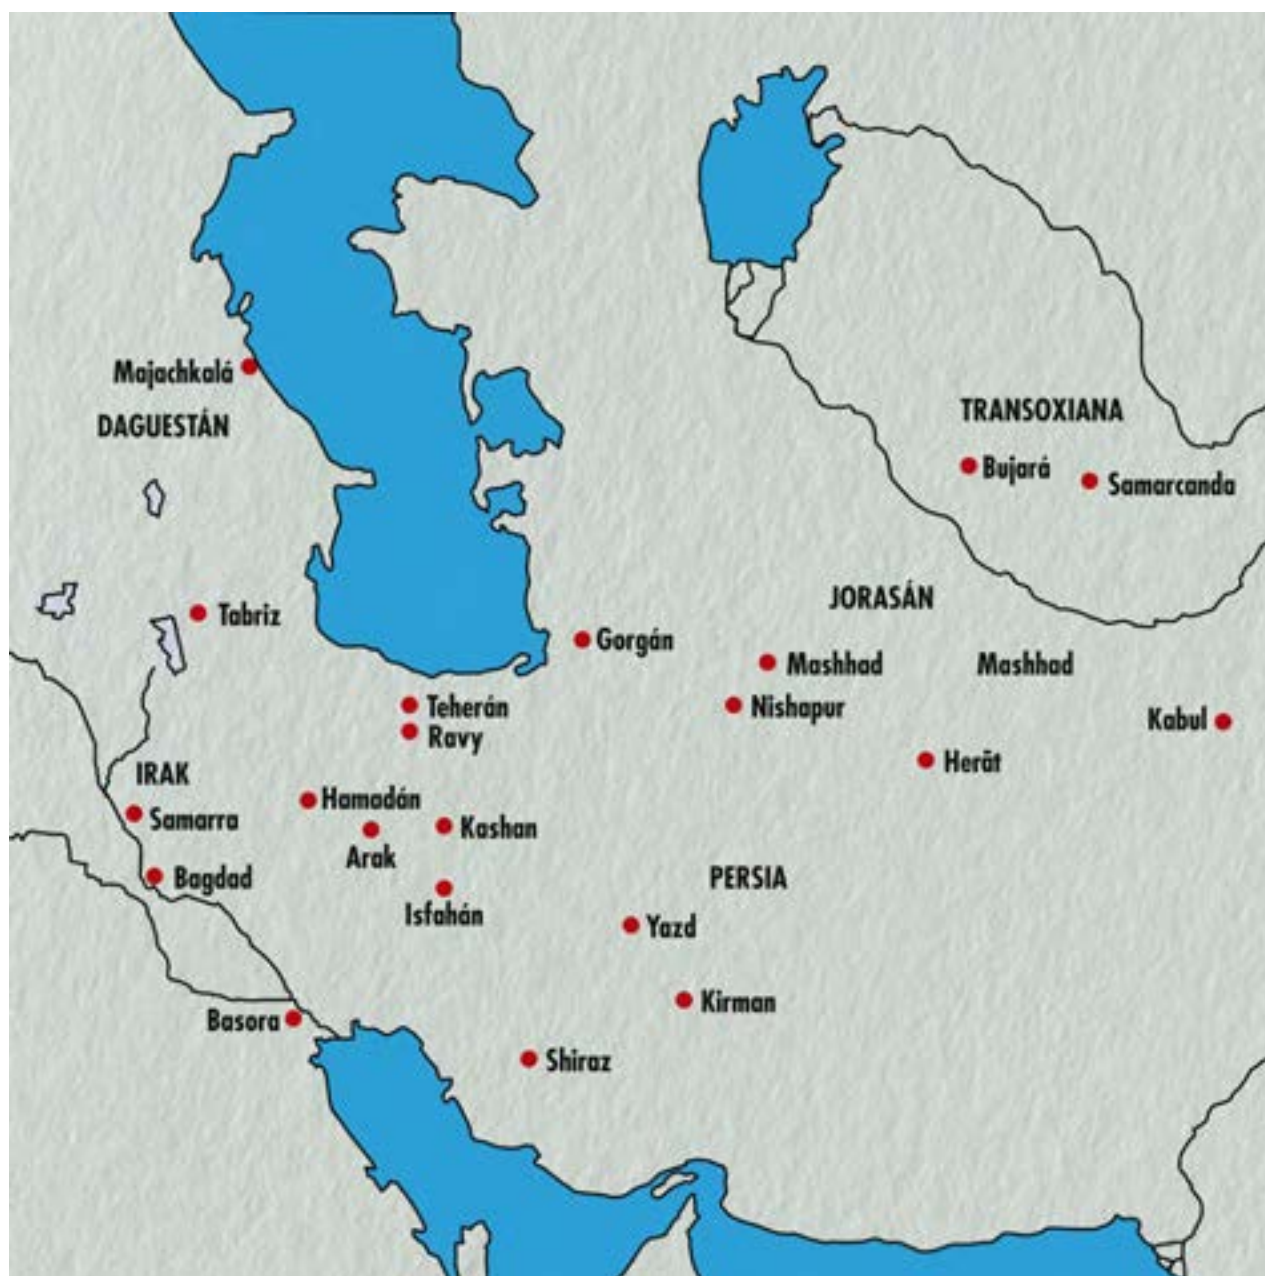 Majachkalá
DAGUESTÁN
TRANSOXIANA
Bujará
Samarcanda
JORASÁN
Tabriz
Gorgán
Mashhad
Mashhad
Teherán
Nishapur
Kabul
Ravy
Herāt
IRAK
Hamadán
Samarra
Kashan
Arak
Bagdad
PERSIA
Isfahán
Yazd
Kirman
Basora
Shiraz